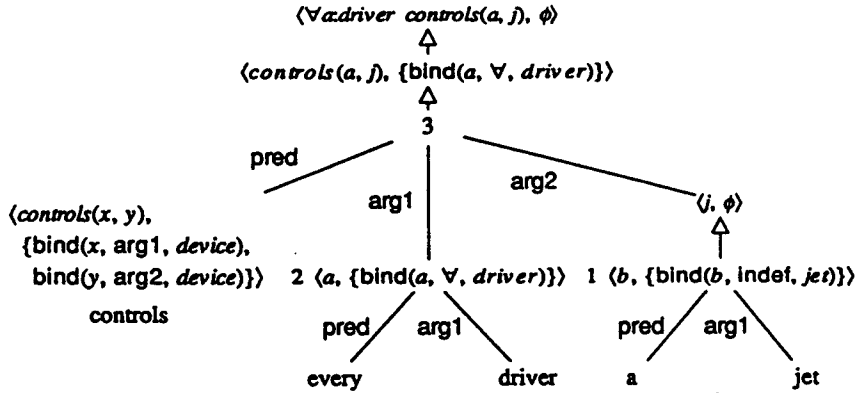 ⟨∀a:driver controls(a, j), ϕ⟩
⟨controls(a, j), {bind(a, ∀, driver)}⟩
3
pred
arg1
arg2
⟨j, ϕ⟩
⟨controls(x, y),
{bind(x, arg1, device),
bind(y, arg2, device)}⟩
controls
2 ⟨a, {bind(a, ∀, driver)}⟩
1 ⟨b, {bind(b, indef, jet)}⟩
pred arg1 pred arg1
every driver a jet